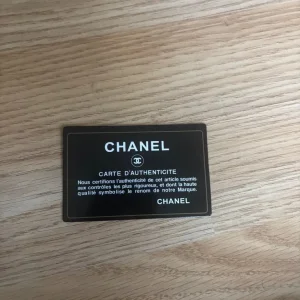 CHANEL
CARTE D'AUTHENTICITE
Nous certifions l'authenticité de cet article soumis
aux contrôles les plus rigoureux, et dont la haute
qualité symbolise le renom de notre Marque.
CHANEL